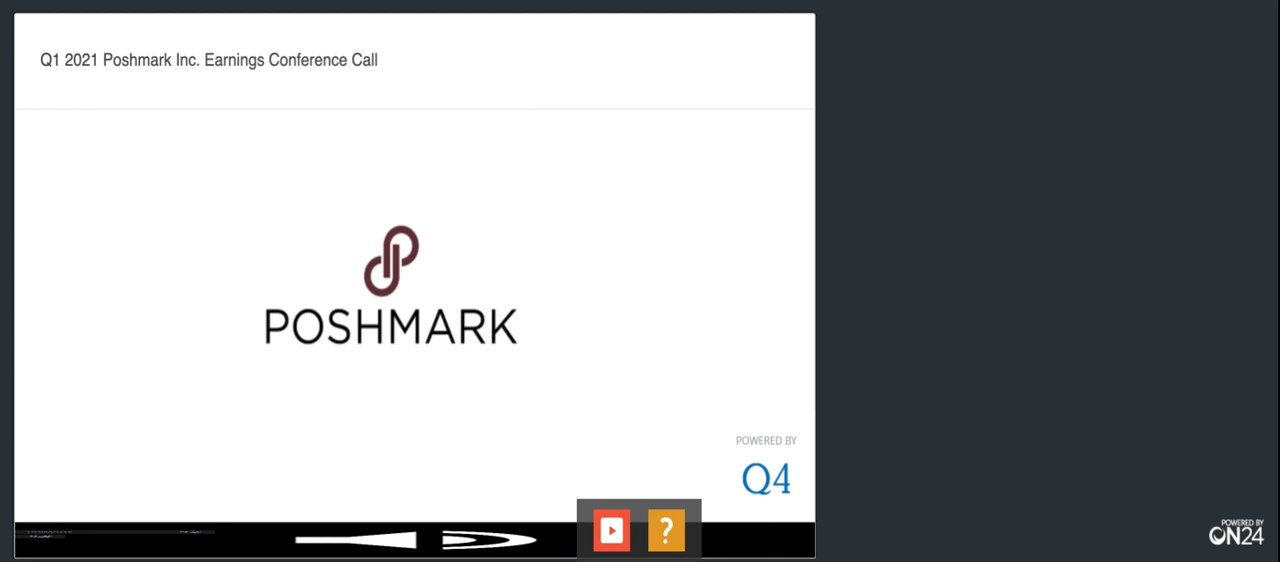 Q1 2021 Poshmark Inc. Earnings Conference Call
POSHMARK
POWERED BY
Q4
?
POWERED BY
ON24